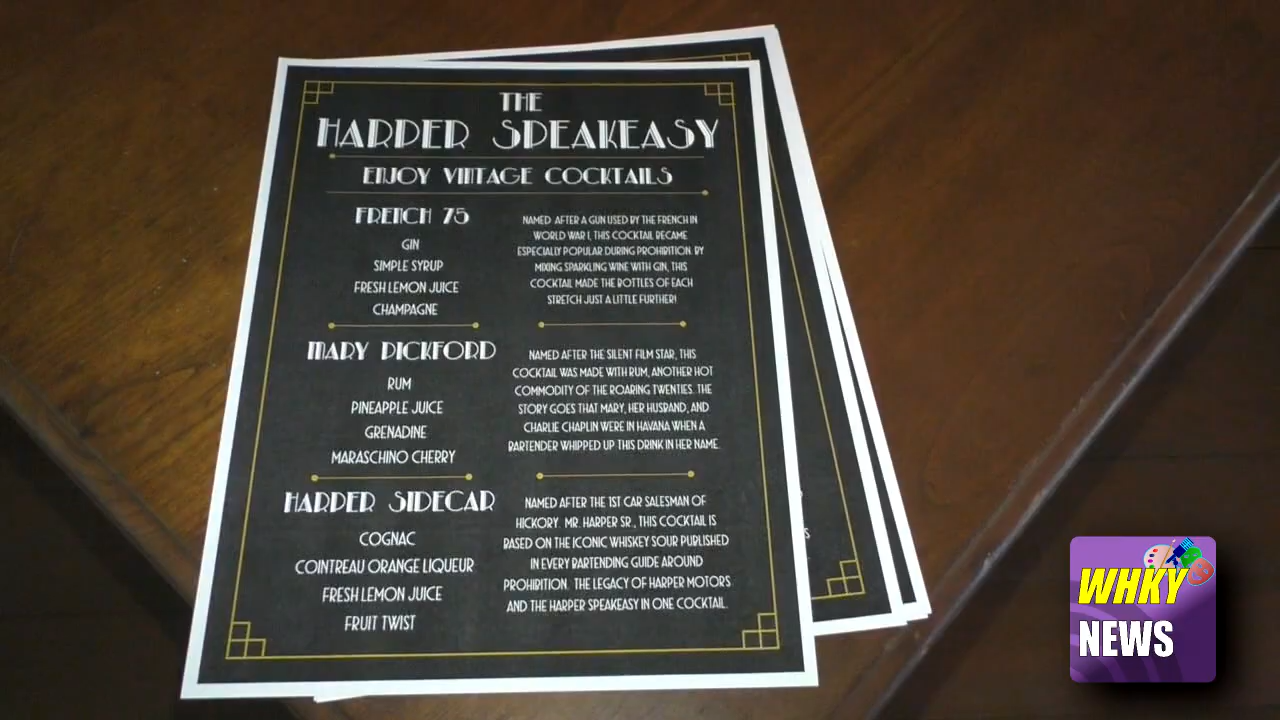 THE
HARPER SPEAKEASY
ENJOY VINTAGE COCKTAILS
FRENCH 75
GIN
SIMPLE SYRUP
FRESH LEMON JUICE
CHAMPAGNE
NAMED AFTER A GUN USED BY THE FRENCH IN
WORLD WAR I, THIS COCKTAIL BECAME
ESPECIALLY POPULAR DURING PROHIBITION. BY
MIXING SPARKLING WINE WITH GIN, THIS
COCKTAIL MADE THE BOTTLES OF EACH
STRETCH JUST A LITTLE FURTHER!
MARY PICKFORD
RUM
PINEAPPLE JUICE
GRENADINE
MARASCHINO CHERRY
NAMED AFTER THE SILENT FILM STAR, THIS
COCKTAIL WAS MADE WITH RUM, ANOTHER HOT
COMMODITY OF THE ROARING TWENTIES. THE
STORY GOES THAT MARY, HER HUSBAND, AND
CHARLIE CHAPLIN WERE IN HAVANA WHEN A
BARTENDER WHIPPED UP THIS DRINK IN HER NAME.
HARPER SIDECAR
COGNAC
COINTREAU ORANGE LIQUEUR
FRESH LEMON JUICE
FRUIT TWIST
NAMED AFTER THE 1ST CAR SALESMAN OF
HICKORY. MR. HARPER SR., THIS COCKTAIL IS
BASED ON THE ICONIC WHISKEY SOUR PUBLISHED
IN EVERY BARTENDING GUIDE AROUND
PROHIBITION. THE LEGACY OF HARPER MOTORS
AND THE HARPER SPEAKEASY IN ONE COCKTAIL.
WHKY
NEWS